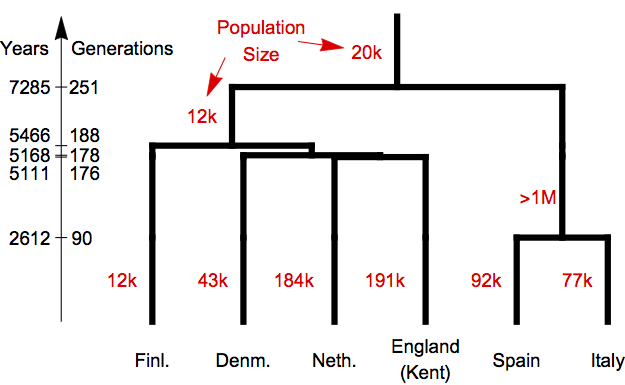 Population
Size
20k
Years Generations
7285 251
12k
5466 188
5168 178
5111 176
>1M
2612 90
12k 43k 184k 191k 92k 77k
Finl. Denm. Neth. England (Kent) Spain Italy